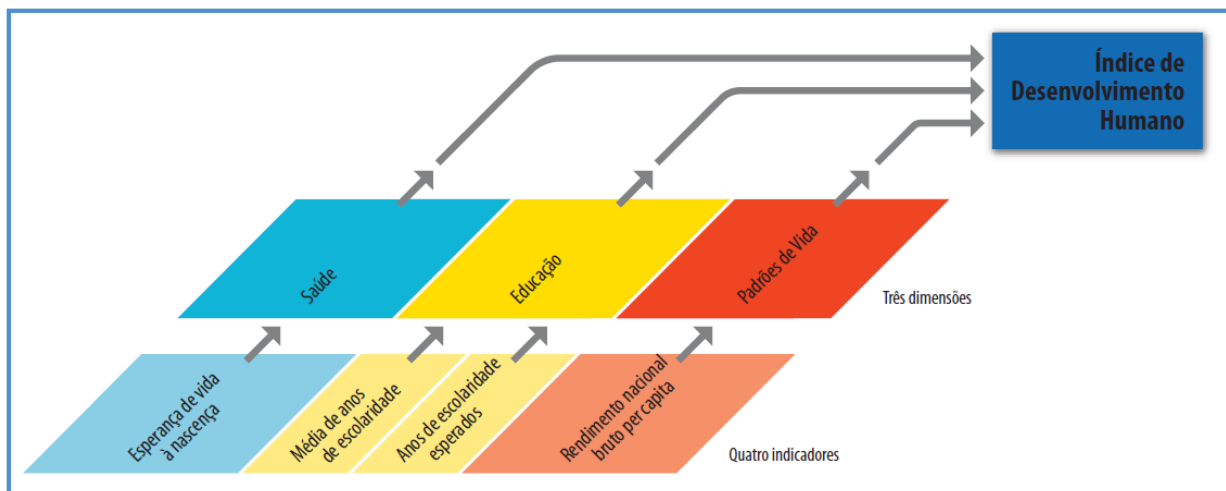 Índice de
Desenvolvimento
Humano
Saúde
Educação
Padrões de Vida
Três dimensões
Esperança de vida
à nascença
Média de anos
de escolaridade
Anos de escolaridade
esperados
Rendimento nacional
bruto per capita
Quatro indicadores